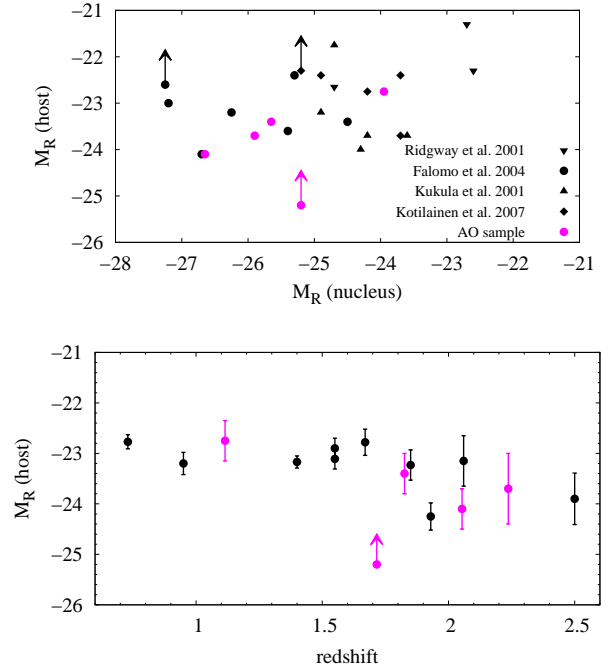 −21
−22
−23
−24
−25
−26
M_R (host)
Ridgway et al. 2001
Falomo et al. 2004
Kukula et al. 2001
Kotilainen et al. 2007
AO sample
−28 −27 −26 −25 −24 −23 −22 −21
M_R (nucleus)
−21
−22
−23
−24
−25
−26
M_R (host)
1 1.5 2 2.5
redshift